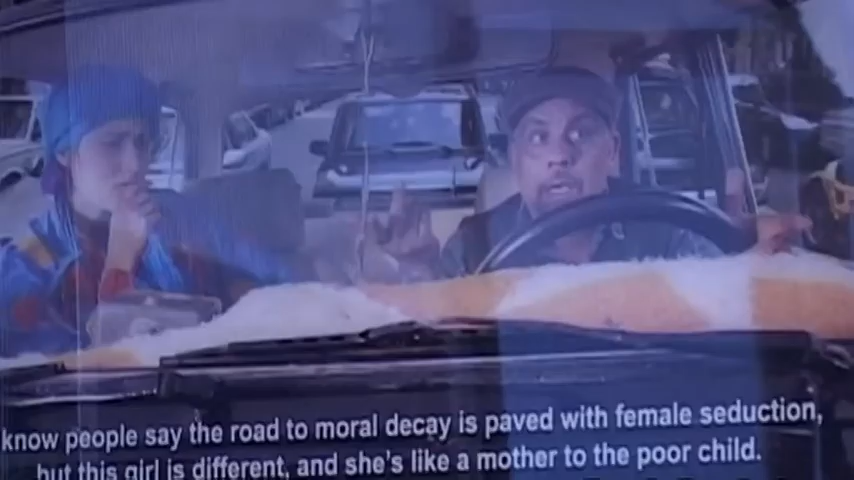 know people say the road to moral decay is paved with female seduction,
but this girl is different, and she's like a mother to the poor child.